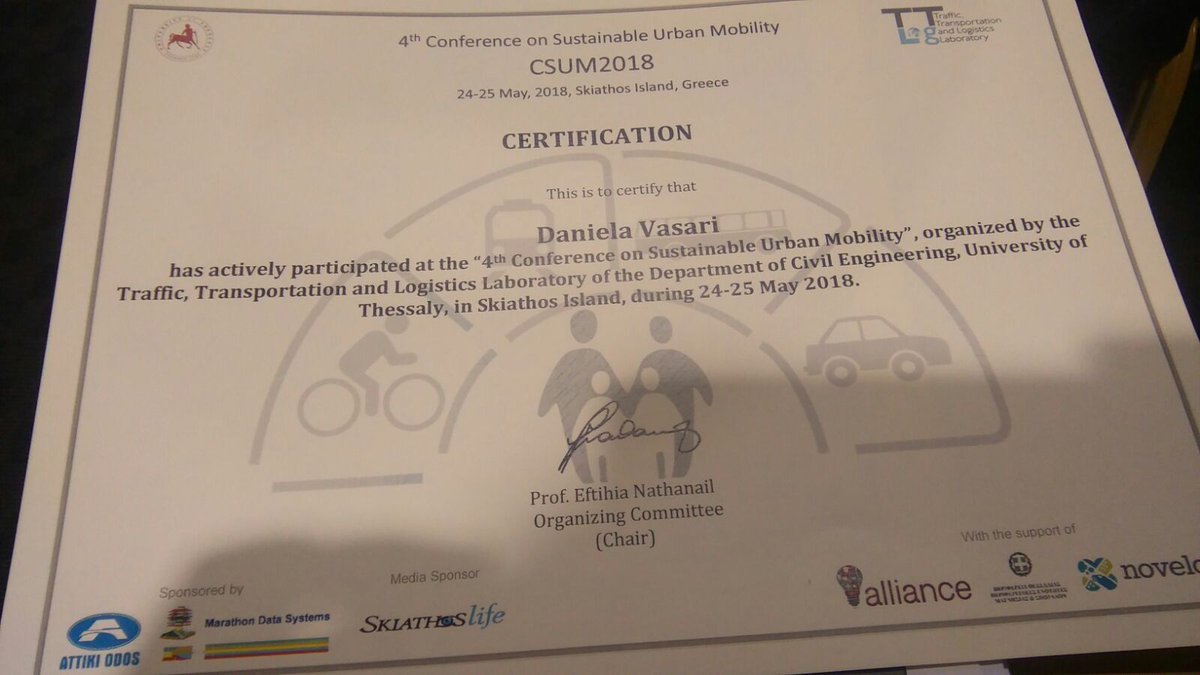 4th Conference on Sustainable Urban Mobility
CSUM2018
24-25 May, 2018, Skiathos Island, Greece
Traffic,
Transportation
and Logistics
Laboratory
CERTIFICATION
This is to certify that
Daniela Vasari
has actively participated at the “4th Conference on Sustainable Urban Mobility”, organized by the
Traffic, Transportation and Logistics Laboratory of the Department of Civil Engineering, University of
Thessaly, in Skiathos Island, during 24-25 May 2018.
Prof. Eftihia Nathanail
Organizing Committee
(Chair)
Sponsored by
ATTIKI ODOS
Marathon Data Systems
Media Sponsor
SKIATHOS life
With the support of
alliance